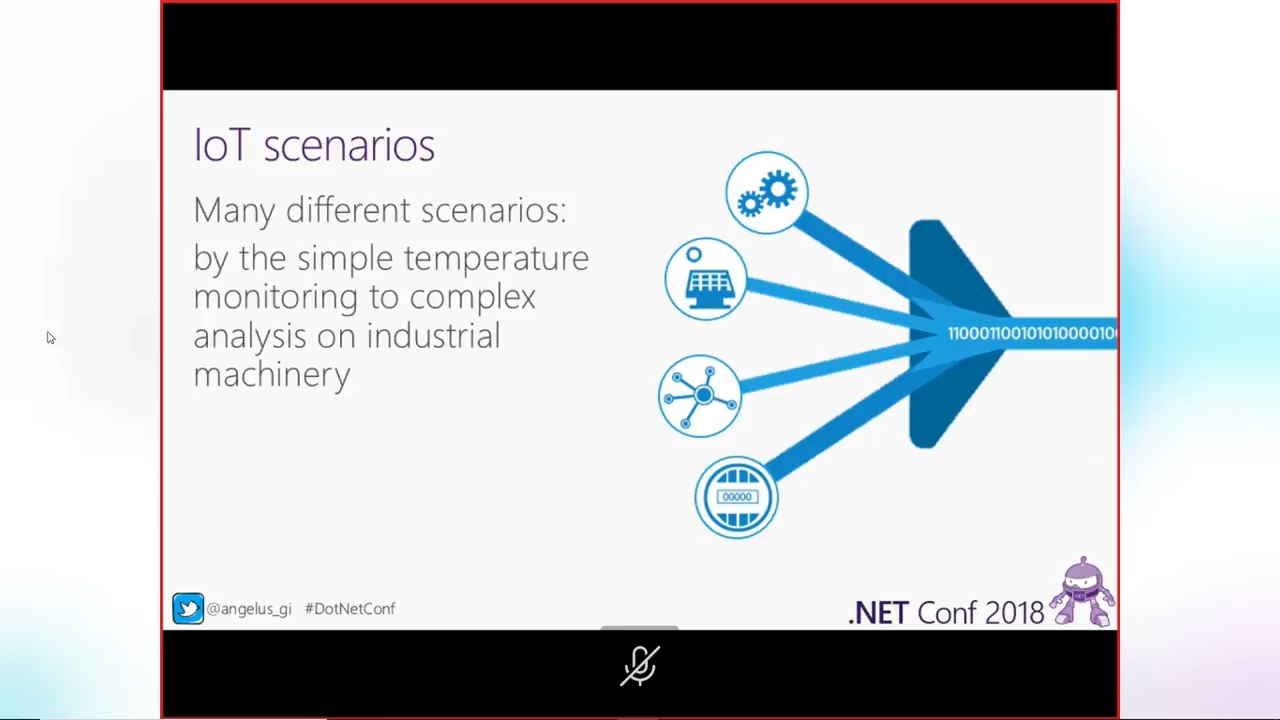 IoT scenarios
Many different scenarios:
by the simple temperature
monitoring to complex
analysis on industrial
machinery
110001100101010000100
00000
@angelus_gi #DotNetConf
.NET Conf 2018